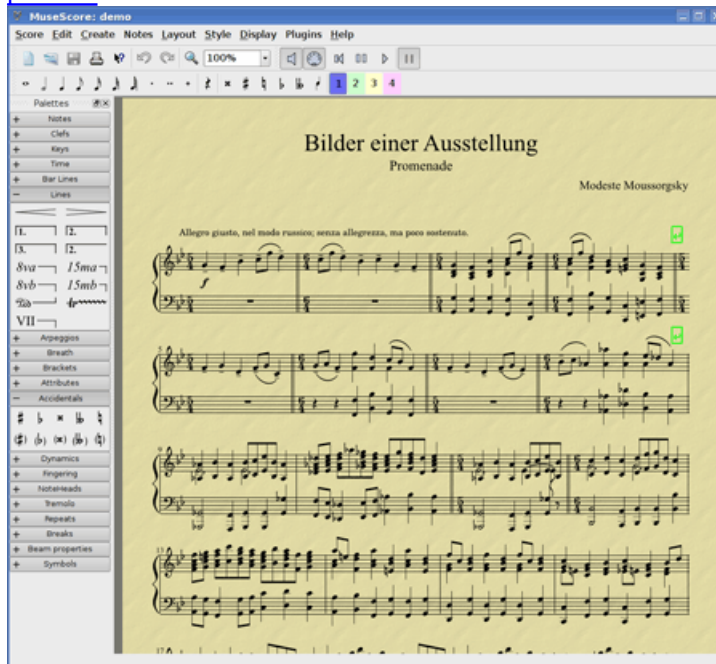 MuseScore: demo
Score Edit Create Notes Layout Style Display Plugins Help
100%
1 2 3 4
Palettes
+ Notes
+ Clefs
+ Keys
+ Time
+ Bar Lines
− Lines
1. 2.
3. 2.
8va 15ma
8vb 15mb
VII
+ Arpeggios
+ Breath
+ Brackets
+ Attributes
− Accidentals
+ Dynamics
+ Fingering
+ NoteHeads
+ Tremolo
+ Repeats
+ Breaks
+ Beam properties
+ Symbols
Bilder einer Ausstellung
Promenade
Modeste Moussorgsky
Allegro giusto, nel modo russico; senza allegrezza, ma poco sostenuto.
f
5
9
13
17